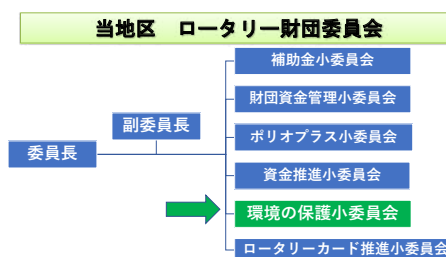 当地区　ロータリー財団委員会
補助金小委員会
財団資金管理小委員会
副委員長
ポリオプラス小委員会
委員長
資金推進小委員会
環境の保護小委員会
ロータリーカード推進小委員会